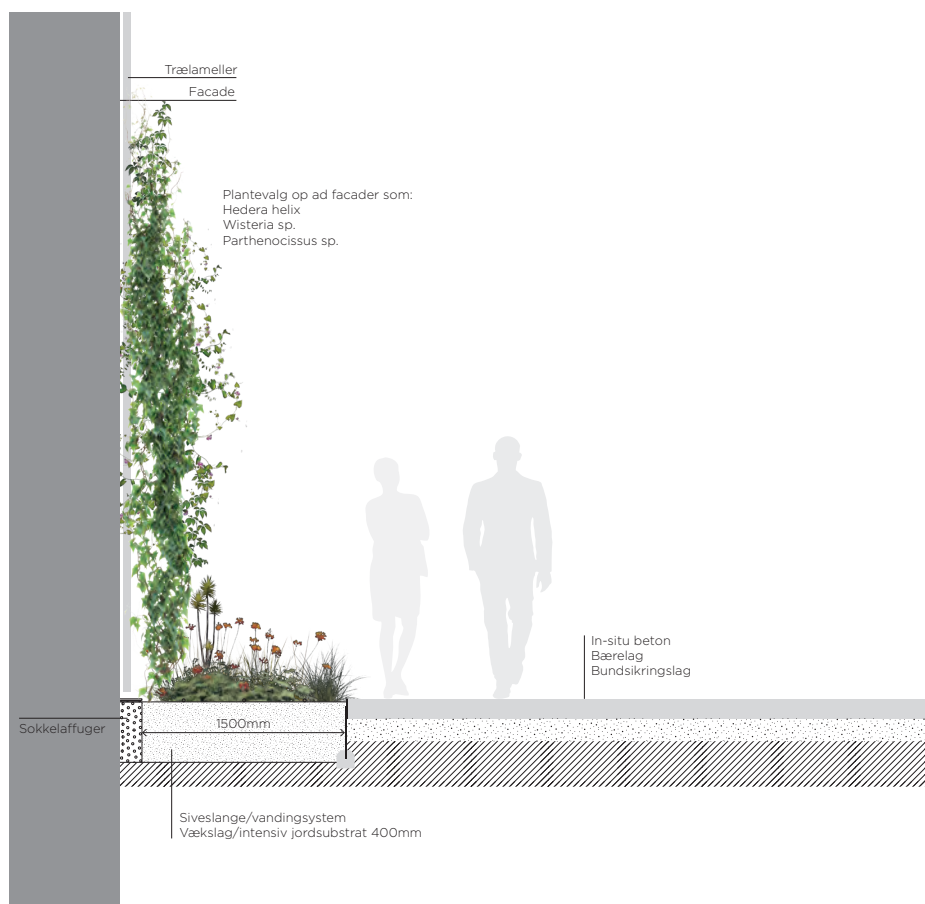 Trælameller
Facade
Plantevalg op ad facader som:
Hedera helix
Wisteria sp.
Parthenocissus sp.
In-situ beton
Bærelag
Bundsikringslag
1500mm
Sokkelaffuger
Siveslange/vandingsystem
Vækslag/intensiv jordsubstrat 400mm